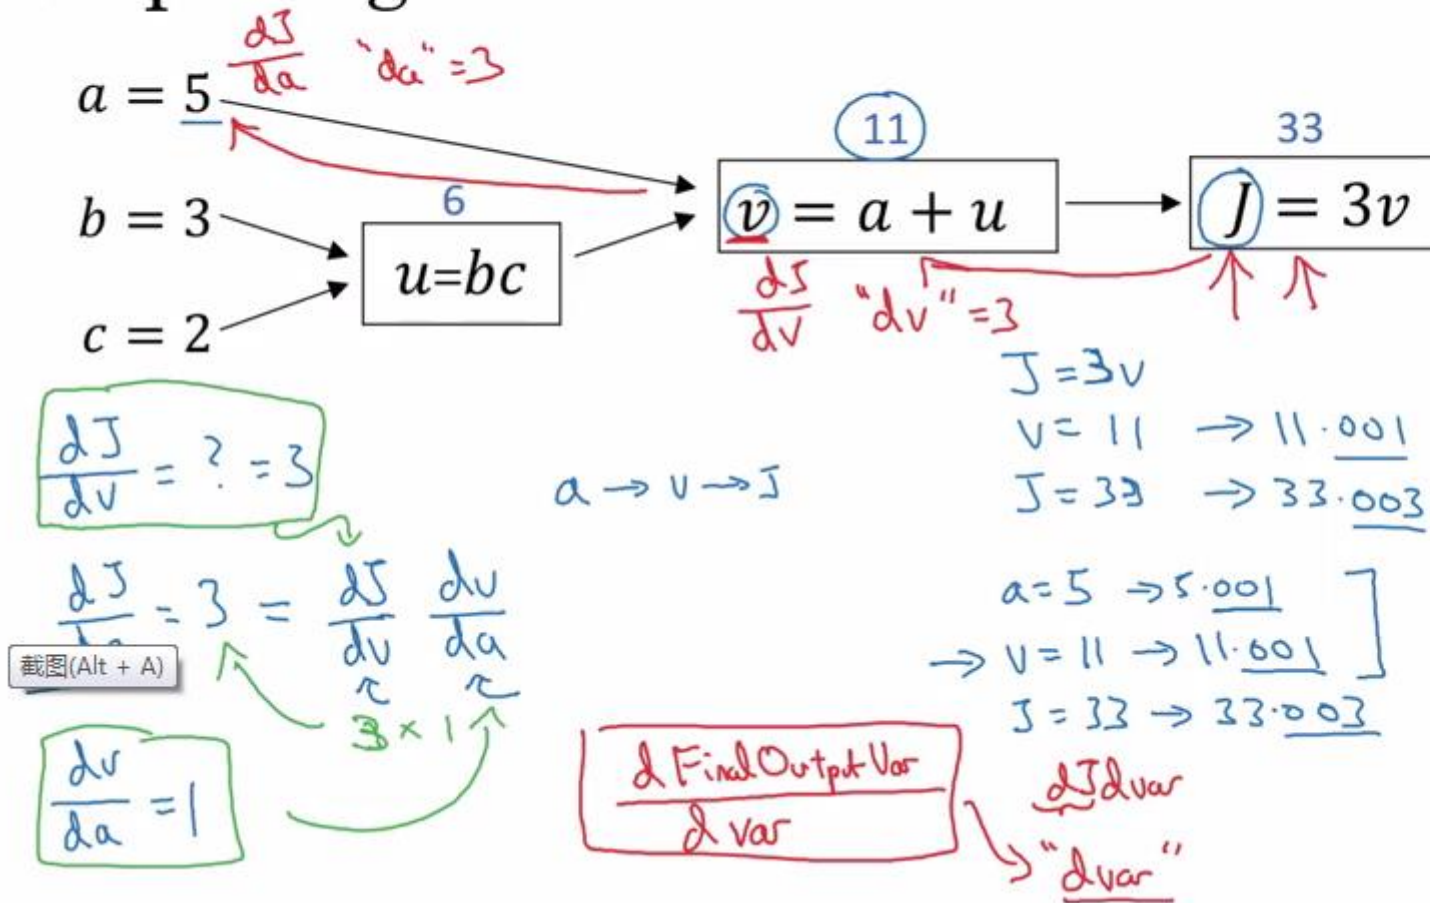 dJ/da "da" = 3
a = 5
11
33
b = 3
6
v = a + u
J = 3v
u=bc
c = 2
dJ/dv "dv" = 3
J = 3v
dJ/dv = ? = 3
v = 11 → 11.001
a → v → J
J = 33 → 33.003
dJ/ = 3 = dJ/dv dv/da
a = 5 → 5.001
截图(Alt + A)
→ v = 11 → 11.001
3 × 1
J = 33 → 33.003
dv/da = 1
d FinalOutputVar/d var
dJdvar
"dvar"